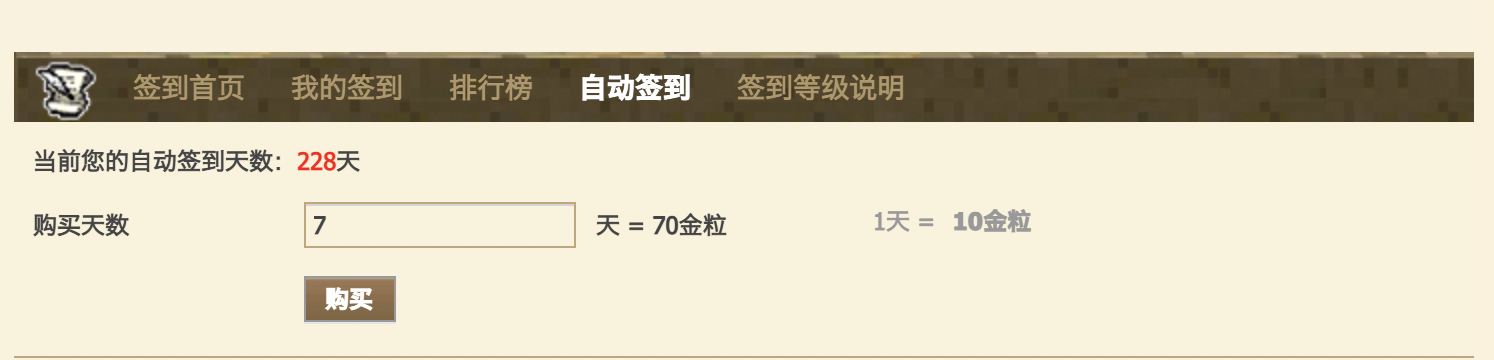 签到首页 我的签到 排行榜 自动签到 签到等级说明
当前您的自动签到天数：228天
购买天数 7 天 = 70金粒 1天 = 10金粒
购买